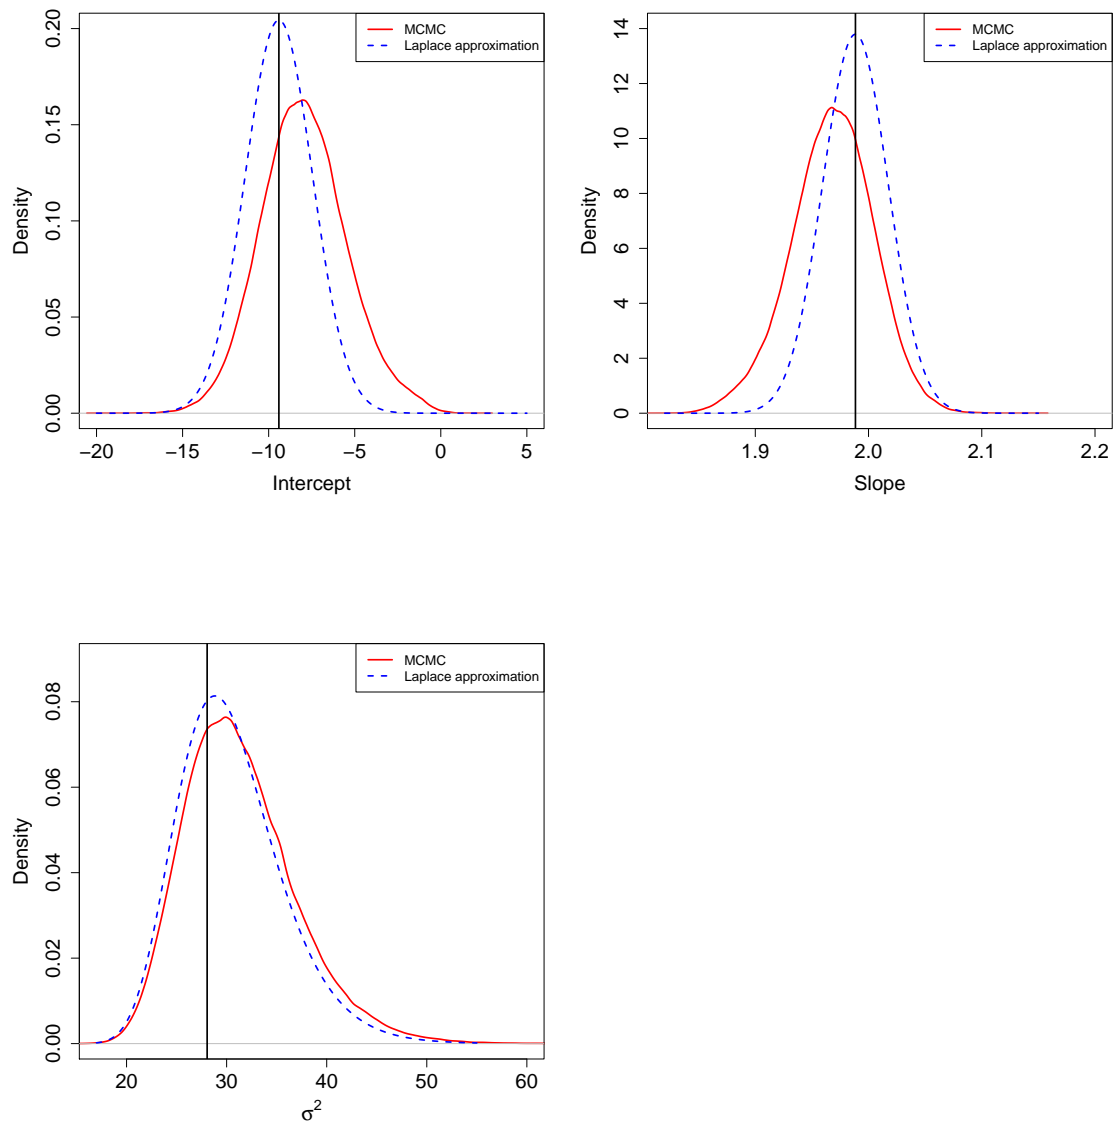 MCMC
Laplace approximation
Density
0.00
0.05
0.10
0.15
0.20
−20
−15
−10
−5
0
5
Intercept
MCMC
Laplace approximation
Density
0
2
4
6
8
10
12
14
1.9
2.0
2.1
2.2
Slope
MCMC
Laplace approximation
Density
0.00
0.02
0.04
0.06
0.08
20
30
40
50
60
σ²